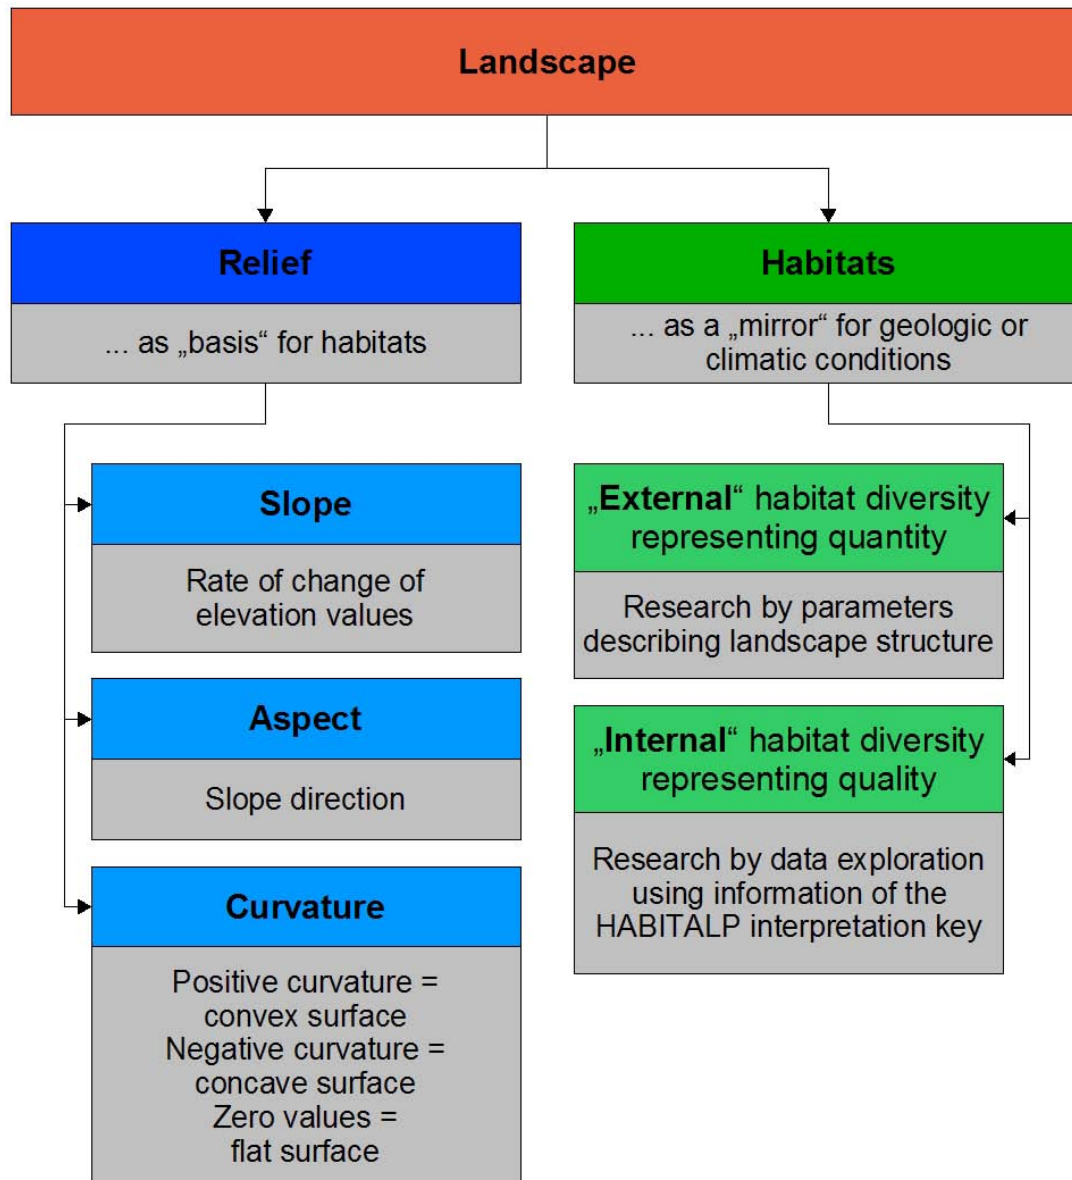 Landscape
Relief
... as „basis“ for habitats
Slope
Rate of change of
elevation values
Aspect
Slope direction
Curvature
Positive curvature =
convex surface
Negative curvature =
concave surface
Zero values =
flat surface
Habitats
... as a „mirror“ for geologic or
climatic conditions
„External“ habitat diversity
representing quantity
Research by parameters
describing landscape structure
„Internal“ habitat diversity
representing quality
Research by data exploration
using information of the
HABITALP interpretation key